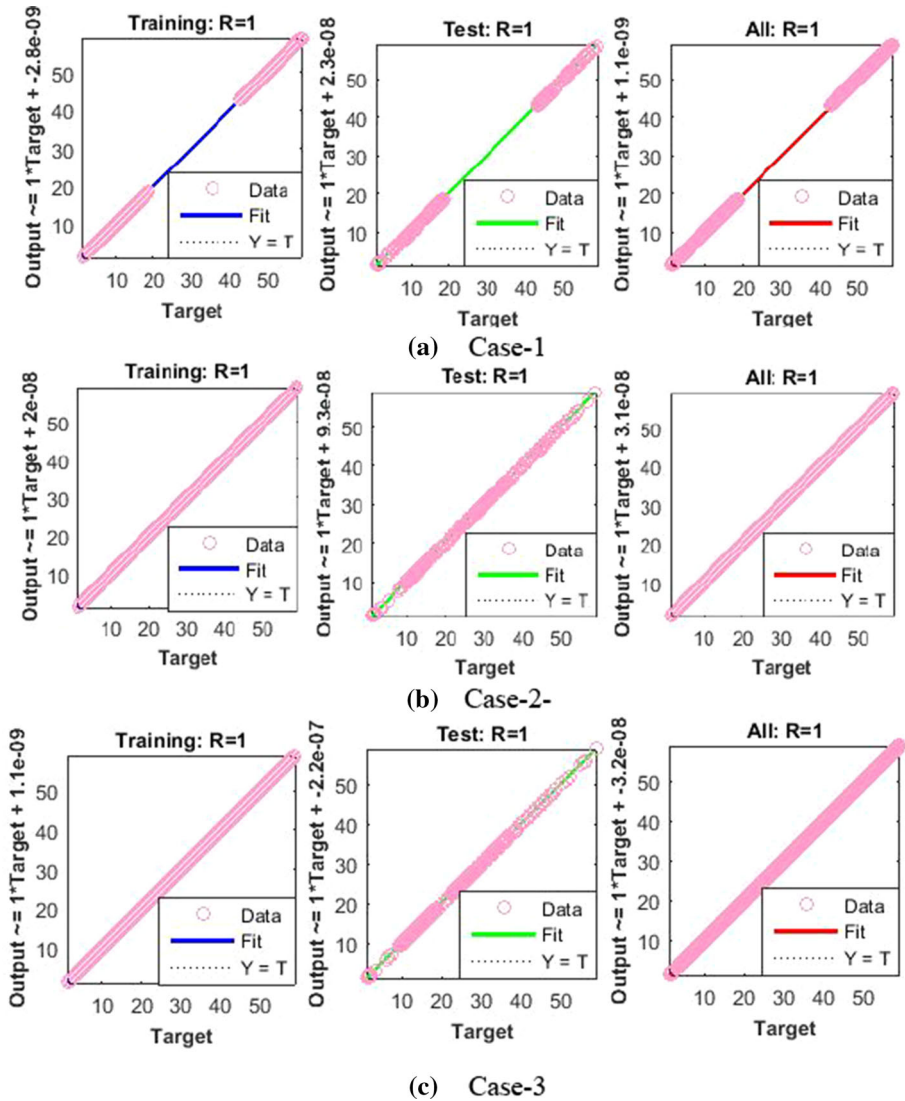 Training: R=1
Output ~= 1*Target + -2.8e-09
50
40
30
20
10
Data
Fit
Y = T
10 20 30 40 50
Target
Test: R=1
Output ~= 1*Target + 2.3e-08
50
40
30
20
10
Data
Fit
Y = T
10 20 30 40 50
Target
All: R=1
Output ~= 1*Target + 1.1e-09
50
40
30
20
10
Data
Fit
Y = T
10 20 30 40 50
Target
(a) Case-1
Training: R=1
Output ~= 1*Target + 2e-08
50
40
30
20
10
Data
Fit
Y = T
10 20 30 40 50
Target
Test: R=1
Output ~= 1*Target + 9.3e-08
50
40
30
20
10
Data
Fit
Y = T
10 20 30 40 50
Target
All: R=1
Output ~= 1*Target + 3.1e-08
50
40
30
20
10
Data
Fit
Y = T
10 20 30 40 50
Target
(b) Case-2-
Training: R=1
Output ~= 1*Target + 1.1e-09
50
40
30
20
10
Data
Fit
Y = T
10 20 30 40 50
Target
Test: R=1
Output ~= 1*Target + -2.2e-07
50
40
30
20
10
Data
Fit
Y = T
10 20 30 40 50
Target
All: R=1
Output ~= 1*Target + -3.2e-08
50
40
30
20
10
Data
Fit
Y = T
10 20 30 40 50
Target
(c) Case-3